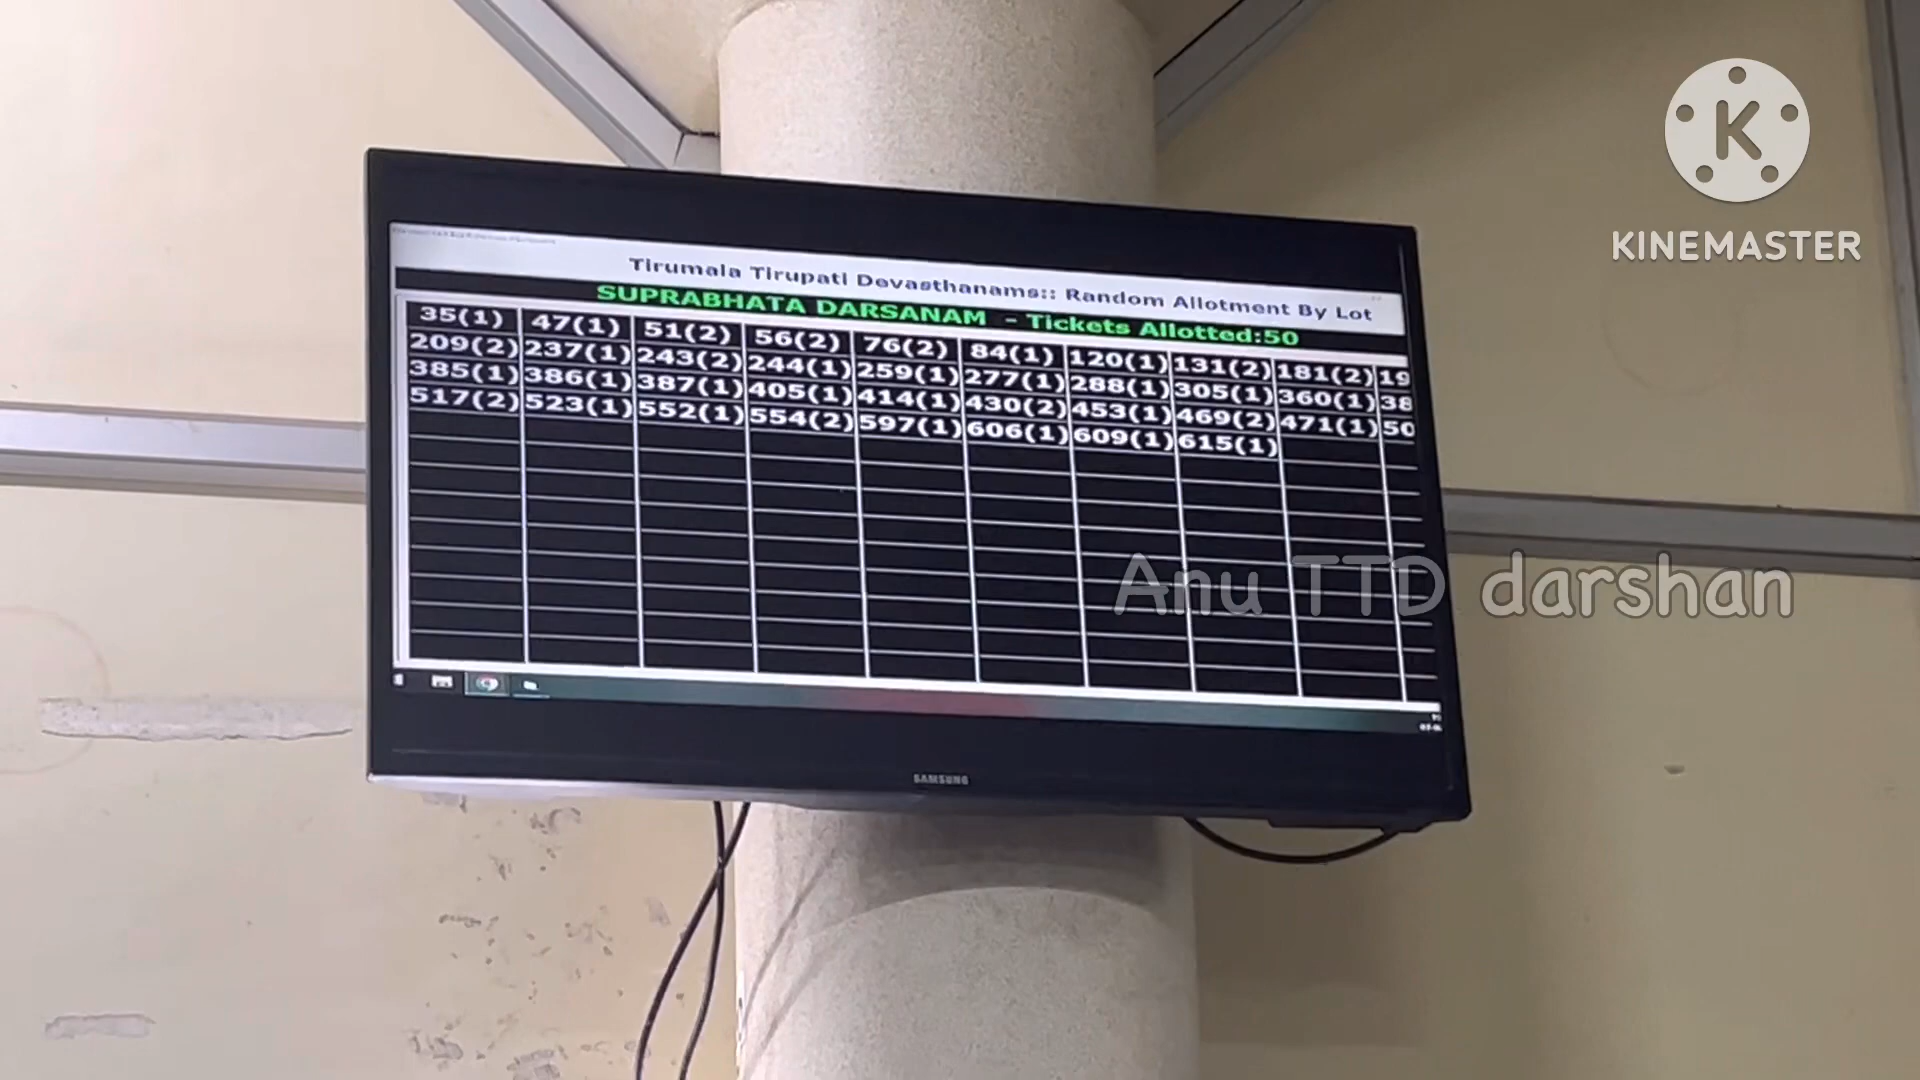 KINEMASTER
Tirumala Tirupati Devasthanams:: Random Allotment By Lot
SUPRABHATA DARSANAM - Tickets Allotted:50
35(1) 47(1) 51(2) 56(2) 76(2) 84(1) 120(1) 131(2) 181(2) 19
209(2) 237(1) 243(2) 244(1) 259(1) 277(1) 288(1) 305(1) 360(1) 38
385(1) 386(1) 387(1) 405(1) 414(1) 430(2) 453(1) 469(2) 471(1) 50
517(2) 523(1) 552(1) 554(2) 597(1) 606(1) 609(1) 615(1)
Anu TTD darshan
SAMSUNG